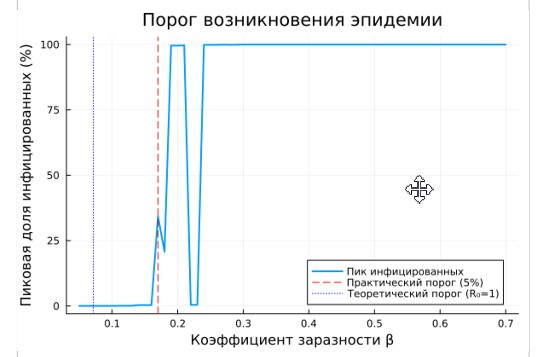 Порог возникновения эпидемии
Пиковая доля инфицированных (%)
100
75
50
25
0
0.1 0.2 0.3 0.4 0.5 0.6 0.7
Коэффициент заразности β
Пик инфицированных
Практический порог (5%)
Теоретический порог (R₀=1)